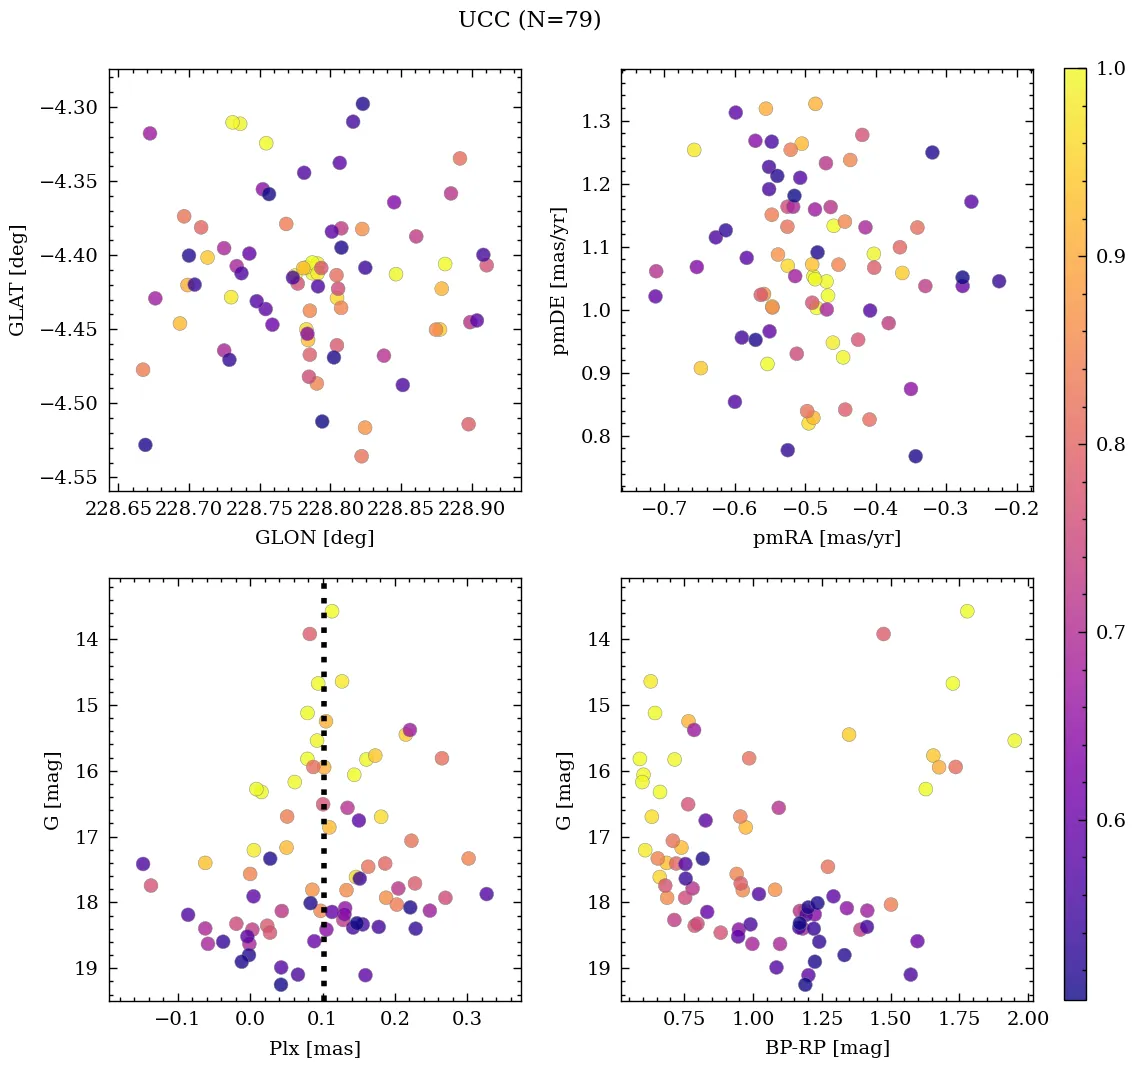 UCC (N=79)
−4.30
−4.35
−4.40
−4.45
−4.50
−4.55
GLAT [deg]
228.65 228.70 228.75 228.80 228.85 228.90
GLON [deg]
1.3
1.2
1.1
1.0
0.9
0.8
pmDE [mas/yr]
−0.7 −0.6 −0.5 −0.4 −0.3 −0.2
pmRA [mas/yr]
1.0
0.9
0.8
0.7
0.6
14
15
16
17
18
19
G [mag]
−0.1 0.0 0.1 0.2 0.3
Plx [mas]
14
15
16
17
18
19
G [mag]
0.75 1.00 1.25 1.50 1.75 2.00
BP-RP [mag]